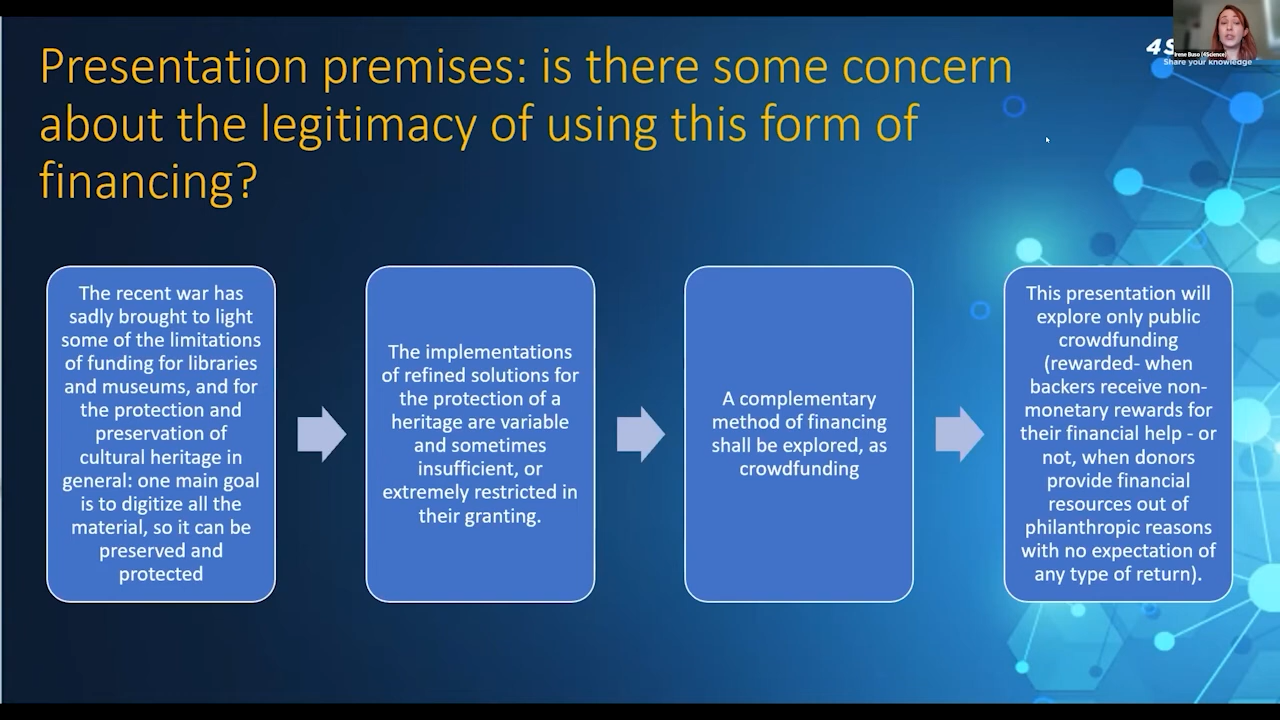 Presentation premises: is there some concern
about the legitimacy of using this form of
financing?
The recent war has
sadly brought to light
some of the limitations
of funding for libraries
and museums, and for
the protection and
preservation of
cultural heritage in
general: one main goal
is to digitize all the
material, so it can be
preserved and
protected
The implementations
of refined solutions for
the protection of a
heritage are variable
and sometimes
insufficient, or
extremely restricted in
their granting.
A complementary
method of financing
shall be explored, as
crowdfunding
This presentation will
explore only public
crowdfunding
(rewarded- when
backers receive non-
monetary rewards for
their financial help - or
not, when donors
provide financial
resources out of
philanthropic reasons
with no expectation of
any type of return).
4S
Irene Buso (4Science)
Share your knowledge